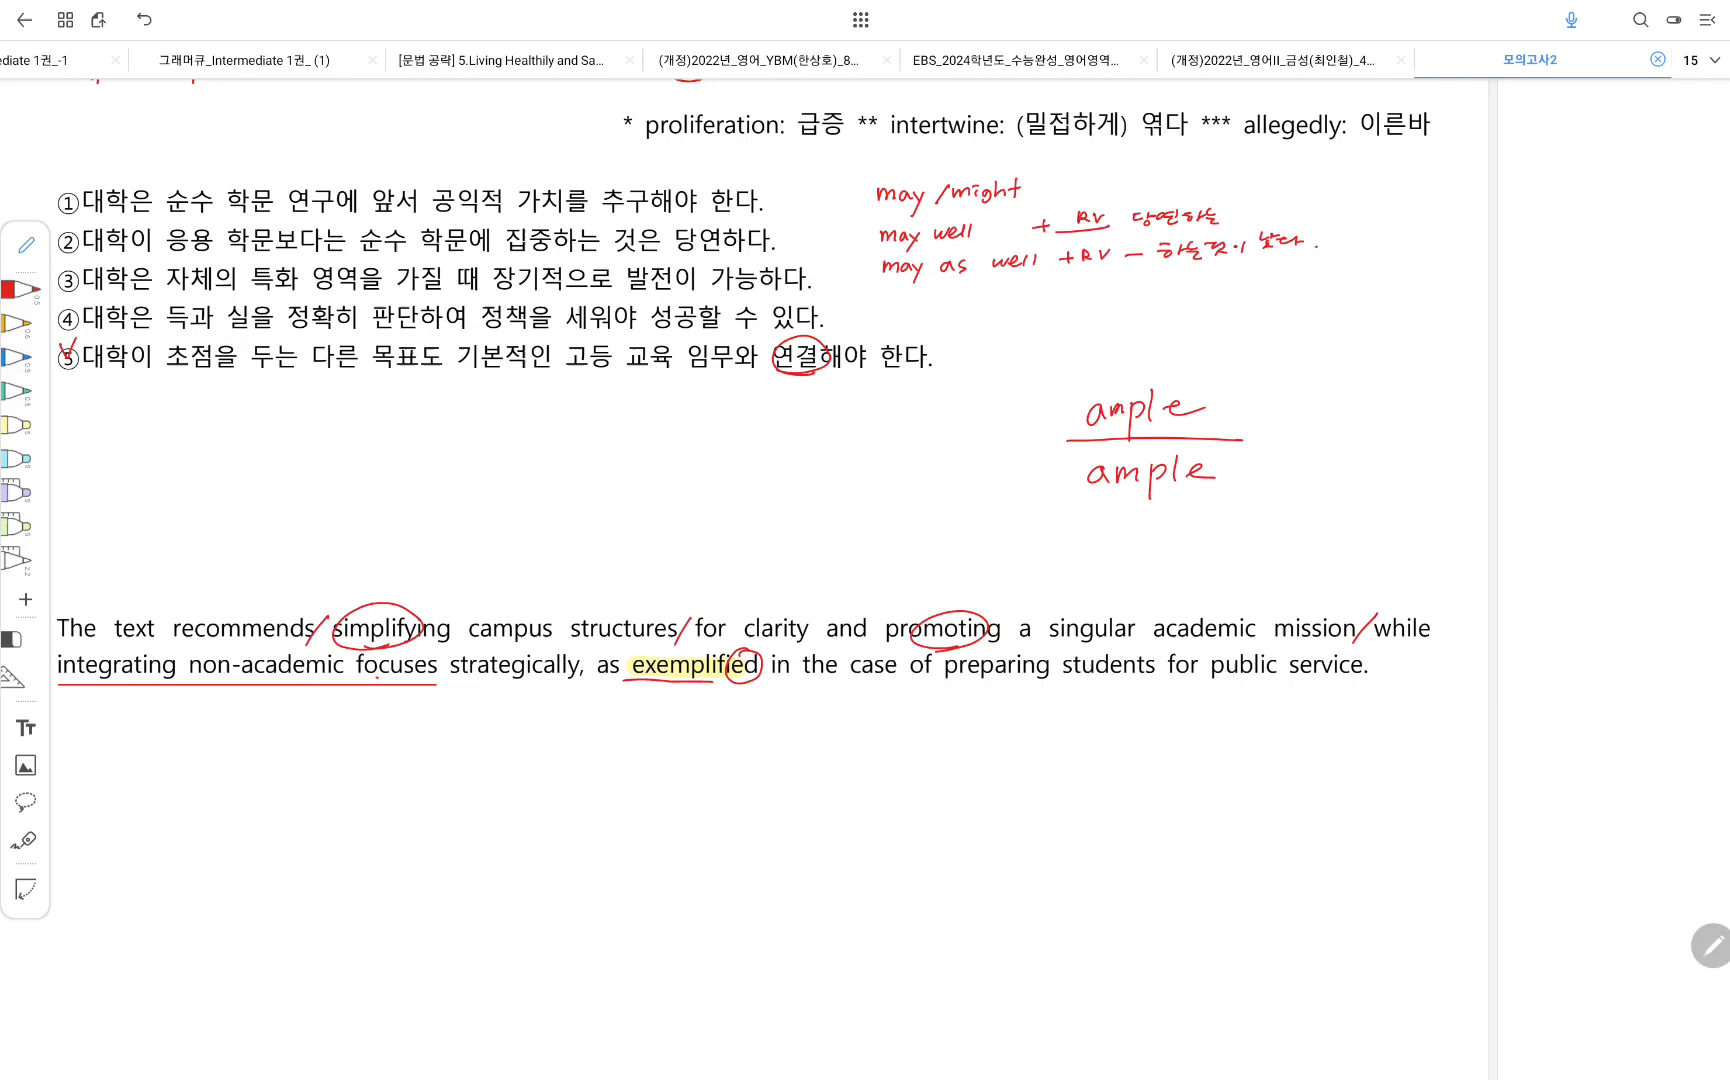 ediate 1권_-1
그래머큐_Intermediate 1권_ (1)
[문법 공략] 5.Living Healthily and Sa...
(개정)2022년_영어_YBM(한상호)_8...
EBS_2024학년도_수능완성_영어영역...
(개정)2022년_영어II_금성(최인철)_4...
모의고사2
15
* proliferation: 급증 ** intertwine: (밀접하게) 엮다 *** allegedly: 이른바
①대학은 순수 학문 연구에 앞서 공익적 가치를 추구해야 한다.
②대학이 응용 학문보다는 순수 학문에 집중하는 것은 당연하다.
③대학은 자체의 특화 영역을 가질 때 장기적으로 발전이 가능하다.
④대학은 득과 실을 정확히 판단하여 정책을 세워야 성공할 수 있다.
⑤대학이 초점을 두는 다른 목표도 기본적인 고등 교육 임무와 연결해야 한다.
may / might
may well + RV 당연하는
may as well + RV - 하는것이 낫다.
ample
ample
The text recommends/ simplifying campus structures/ for clarity and promoting a singular academic mission/ while
integrating non-academic focuses strategically, as exemplified in the case of preparing students for public service.
TT